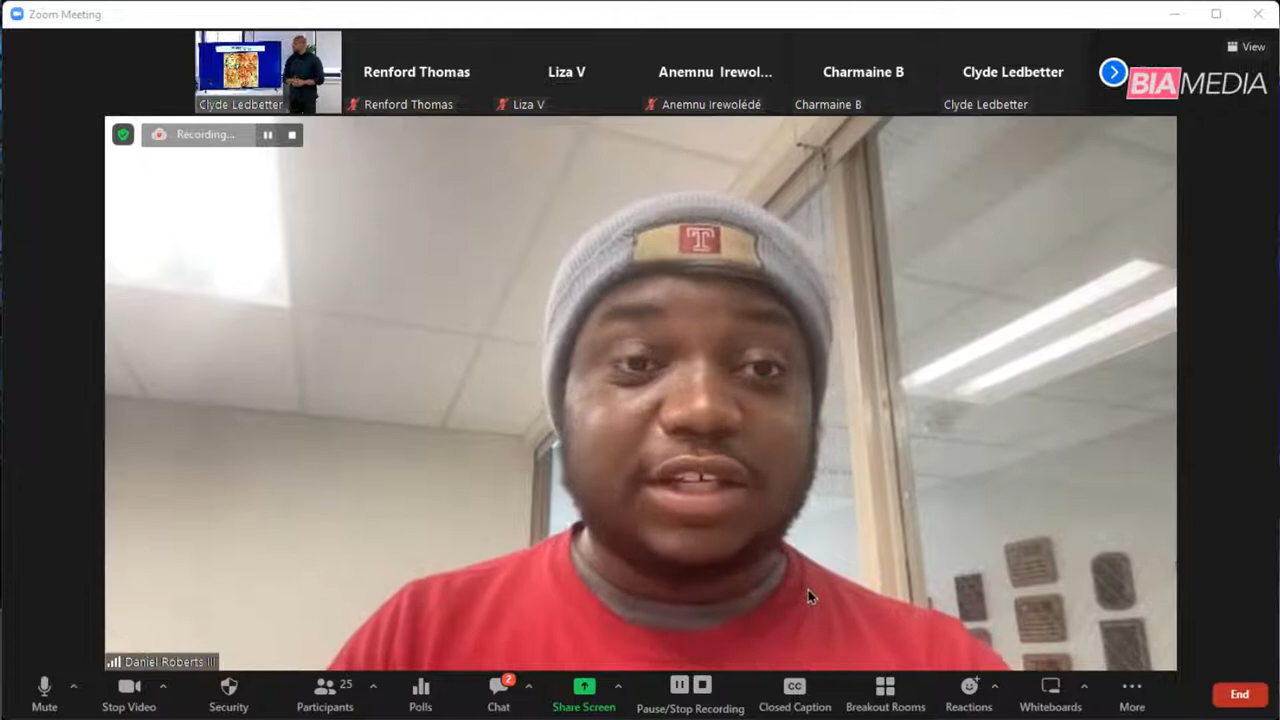 Zoom Meeting
View
Clyde Ledbetter
Renford Thomas
Renford Thomas
Liza V
Liza V
Anemnu Irewol...
Anemnu Irewolédé
Charmaine B
Charmaine B
Clyde Ledbetter
Clyde Ledbetter
BIAMEDIA
Recording...
T
Daniel Roberts III
Mute
Stop Video
Security
25
Participants
Polls
2
Chat
Share Screen
Pause/Stop Recording
CC
Closed Caption
Breakout Rooms
Reactions
Whiteboards
More
End